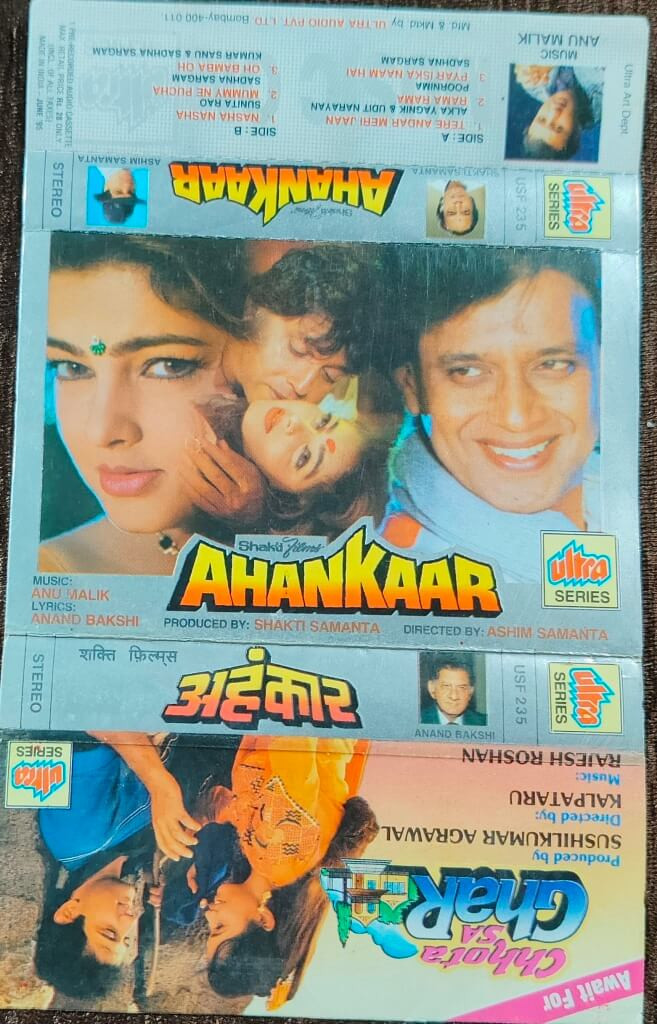 1 PRE-RECORDED AUDIO CASSETTE
MAX. RETAIL PRICE Rs. 28 ONLY
(INCL. OF ALL TAXES)
MADE IN INDIA - JUNE '95
Mfd & Mktd by ULTRA AUDIO PVT. LTD. Bombay-400 011
MUSIC
ANU MALIK
Ultra Art Dept
SIDE : A
1. TERE ANDAR MERI JAAN
ALKA YAGNIK & UDIT NARAYAN
2. RAMA RAMA
POORNIMA
3. PYAR ISKA NAAM HAI
SADHNA SARGAM
SIDE : B
1. NASHA NASHA
SUNITA RAO
2. MUMMY NE PUCHA
SADHNA SARGAM
3. OH BAMBA OH
KUMAR SANU & SADHNA SARGAM
STEREO
ASHIM SAMANTA
Shakti films'
AHANKAAR
SHAKTI SAMANTA
USF 235
ultra
SERIES
Shakti films'
AHANKAAR
ultra
SERIES
MUSIC:
ANU MALIK
LYRICS:
ANAND BAKSHI
PRODUCED BY: SHAKTI SAMANTA
DIRECTED BY: ASHIM SAMANTA
STEREO
शक्ति फ़िल्म्स
अहंकार
ANAND BAKSHI
USF 235
ultra
SERIES
Await For
Chhota
SA
GhaR
Produced by
SUSHILKUMAR AGRAWAL
Directed by:
KALPATARU
Music:
RAJESH ROSHAN
ultra
SERIES